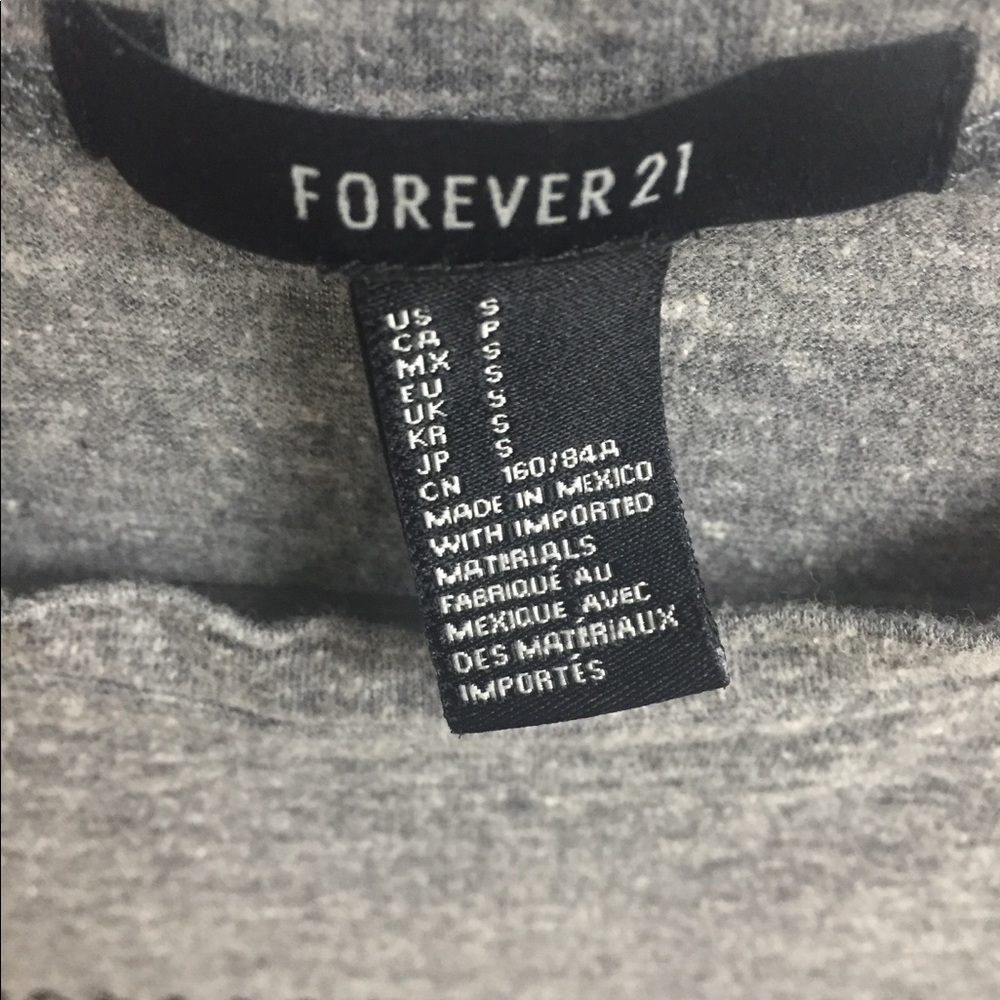 FOREVER 21
US S
CA P
MX S
EU S
UK S
KR S
JP S
CN 160/84A
MADE IN MEXICO
WITH IMPORTED
MATERIALS
FABRIQUÉ AU
MEXIQUE AVEC
DES MATÉRIAUX
IMPORTÉS